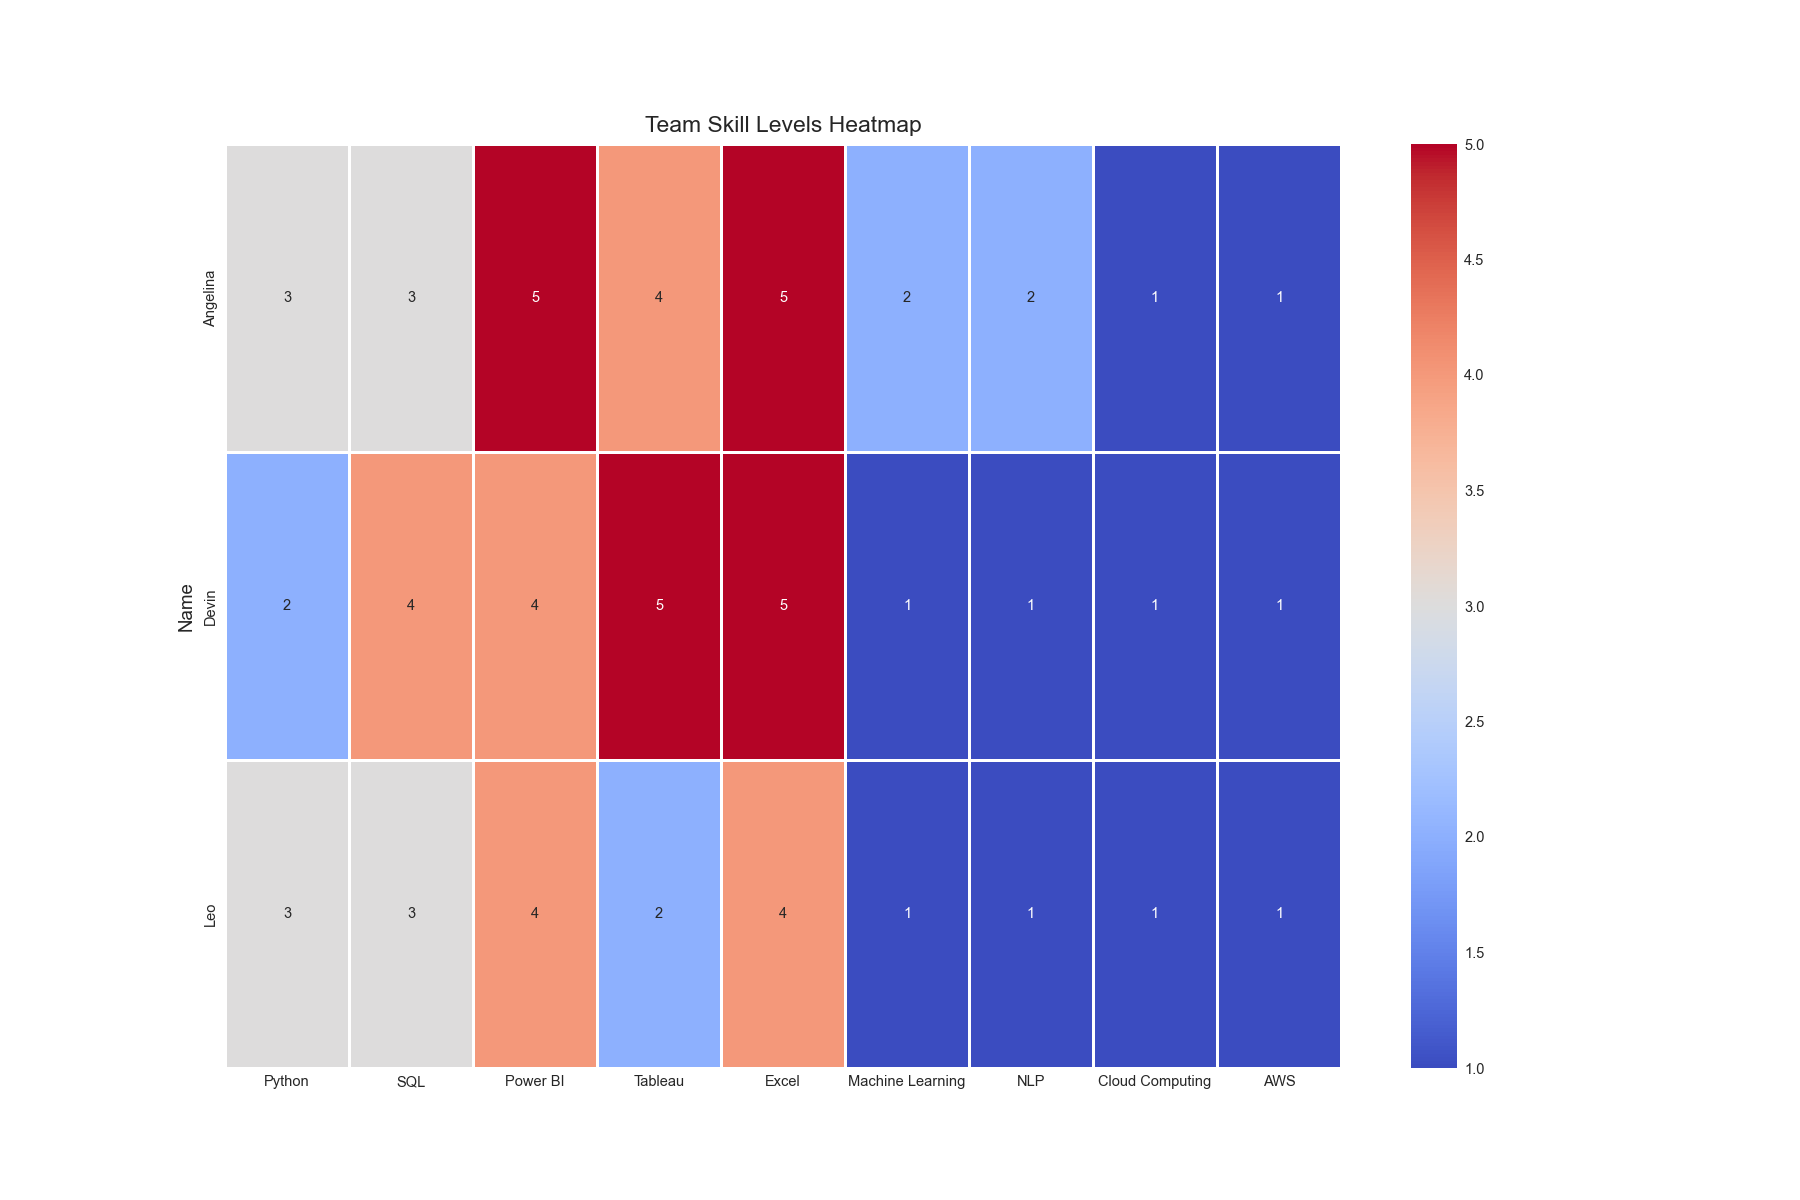 Team Skill Levels Heatmap
Name
Angelina
3 3 5 4 5 2 2 1 1
Devin
2 4 4 5 5 1 1 1 1
Leo
3 3 4 2 4 1 1 1 1
Python SQL Power BI Tableau Excel Machine Learning NLP Cloud Computing AWS
5.0
4.5
4.0
3.5
3.0
2.5
2.0
1.5
1.0